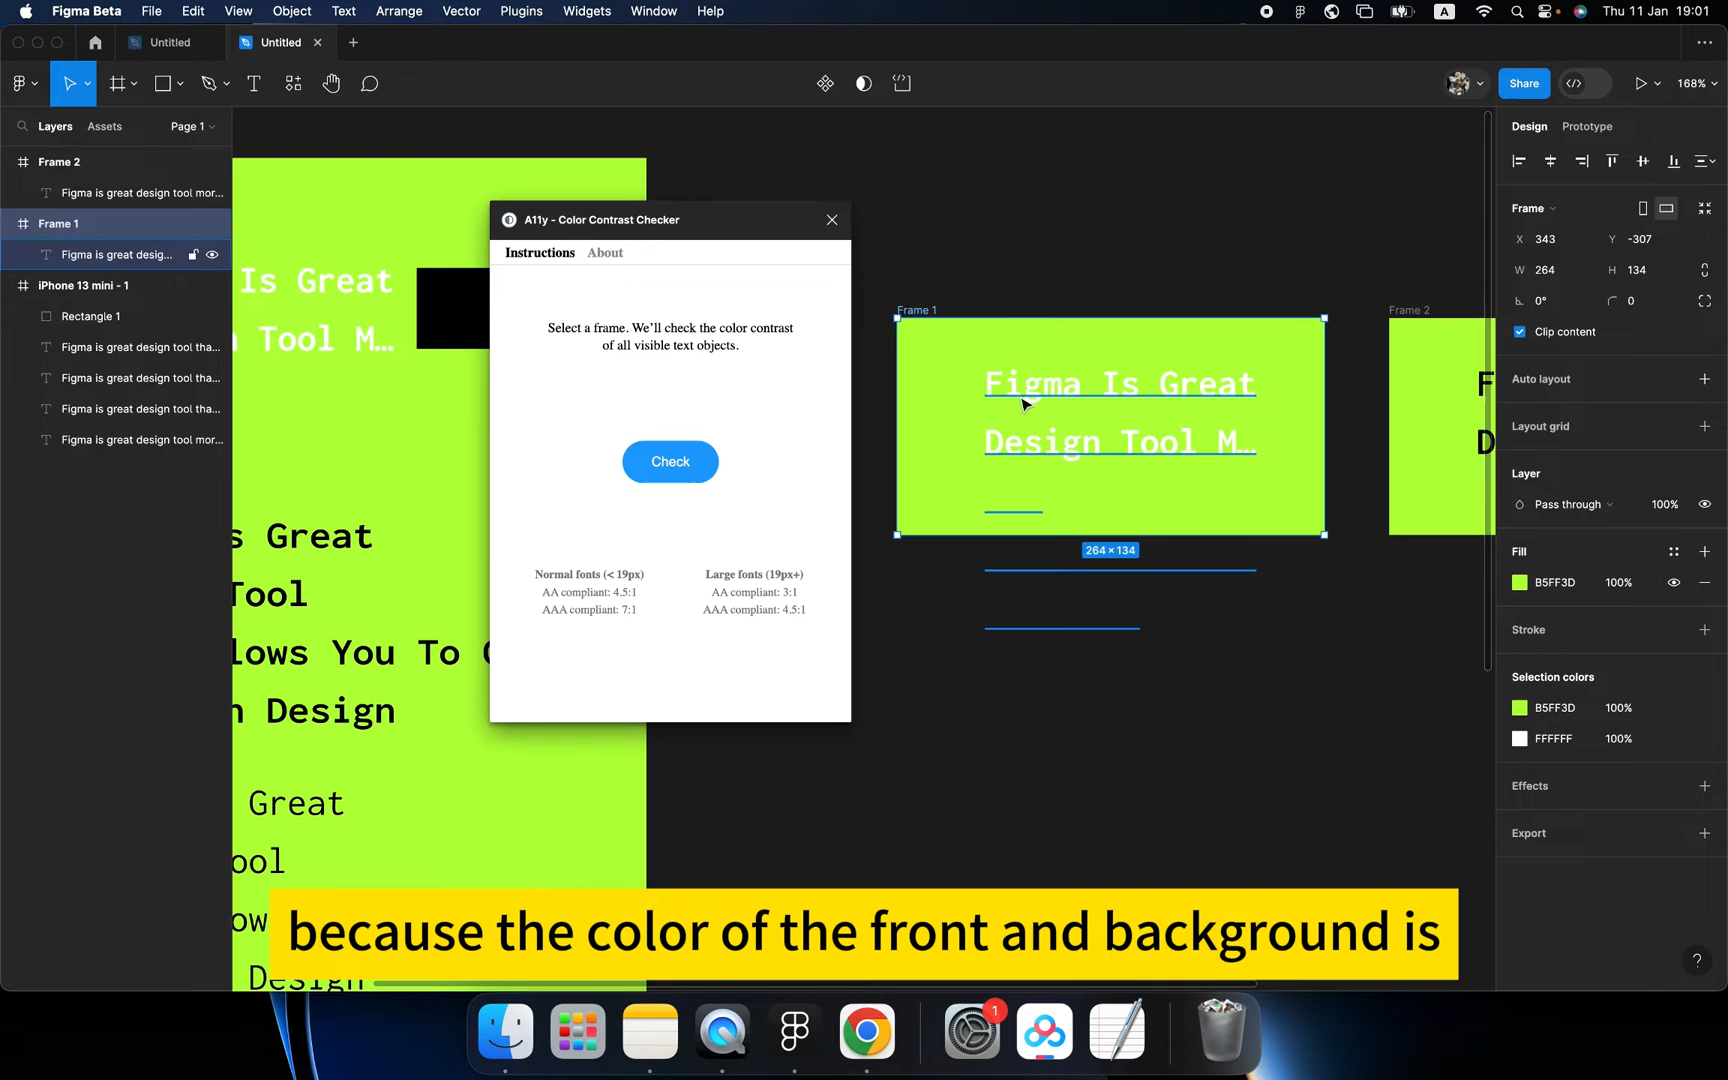 Figma Beta File Edit View Object Text Arrange Vector Plugins Widgets Window Help A Thu 11 Jan 19:01
Untitled Untitled
Share 168%
Layers Assets Page 1
Frame 2
Figma is great design tool mor...
Frame 1
Figma is great desig...
iPhone 13 mini - 1
Rectangle 1
Figma is great design tool tha...
Figma is great design tool tha...
Figma is great design tool tha...
Figma is great design tool mor...
Is Great
Tool M...
s Great
Tool
lows You To
n Design
Great
ool
ow
Design
A11y - Color Contrast Checker
Instructions About
Select a frame. We'll check the color contrast
of all visible text objects.
Check
Normal fonts (< 19px)
AA compliant: 4.5:1
AAA compliant: 7:1
Large fonts (19px+)
AA compliant: 3:1
AAA compliant: 4.5:1
Frame 1
Figma Is Great
Design Tool M...
264 × 134
Frame 2
F
D
Design Prototype
Frame
X 343 Y -307
W 264 H 134
0° 0
Clip content
Auto layout
Layout grid
Layer
Pass through 100%
Fill
B5FF3D 100%
Stroke
Selection colors
B5FF3D 100%
FFFFFF 100%
Effects
Export
?
because the color of the front and background is
1